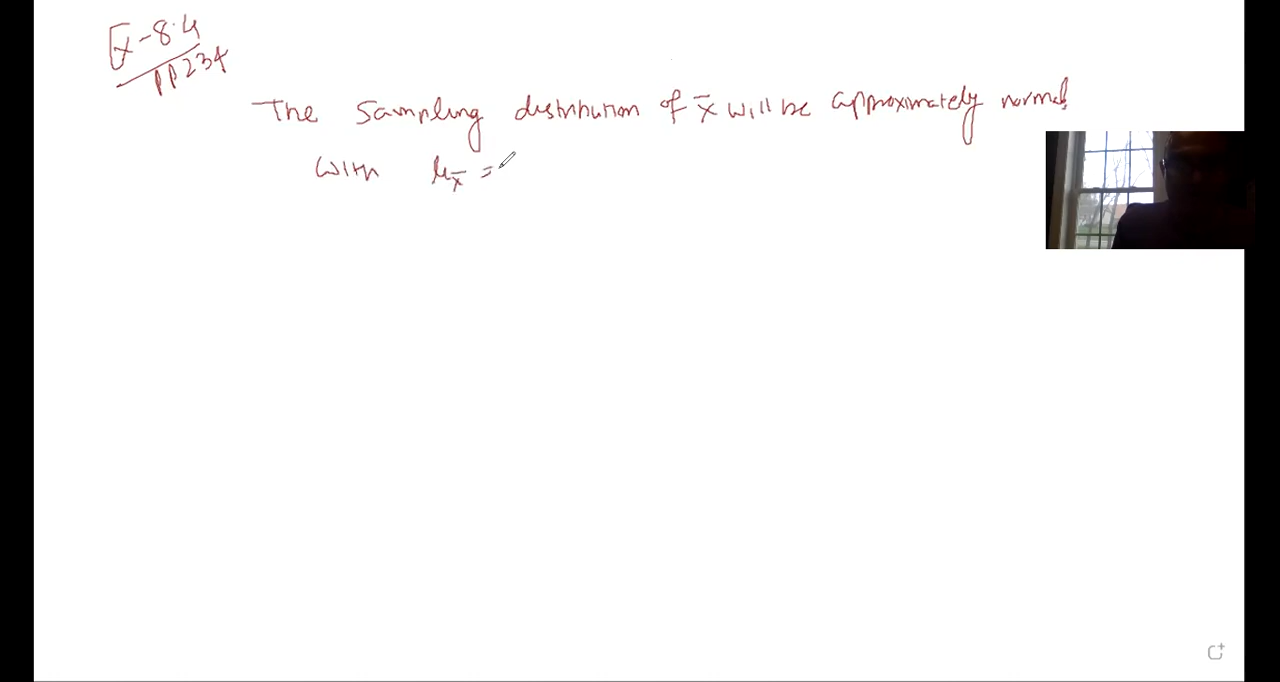 Ex-8.4
pp234
The Sampling distribution of x̄ will be approximately normal
with μx̄ =